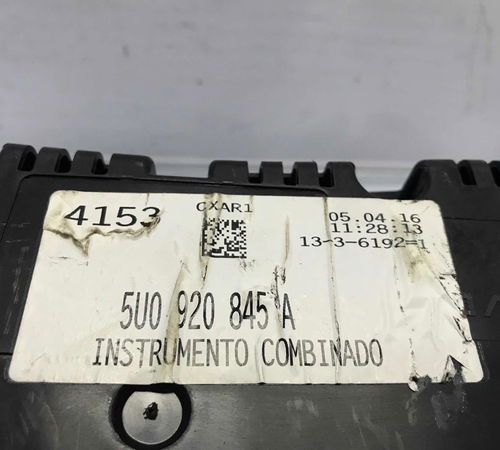 4153 CXAR1 05.04.16
11:28:13
13-3-6192=1
5U0 920 845 A
INSTRUMENTO COMBINADO